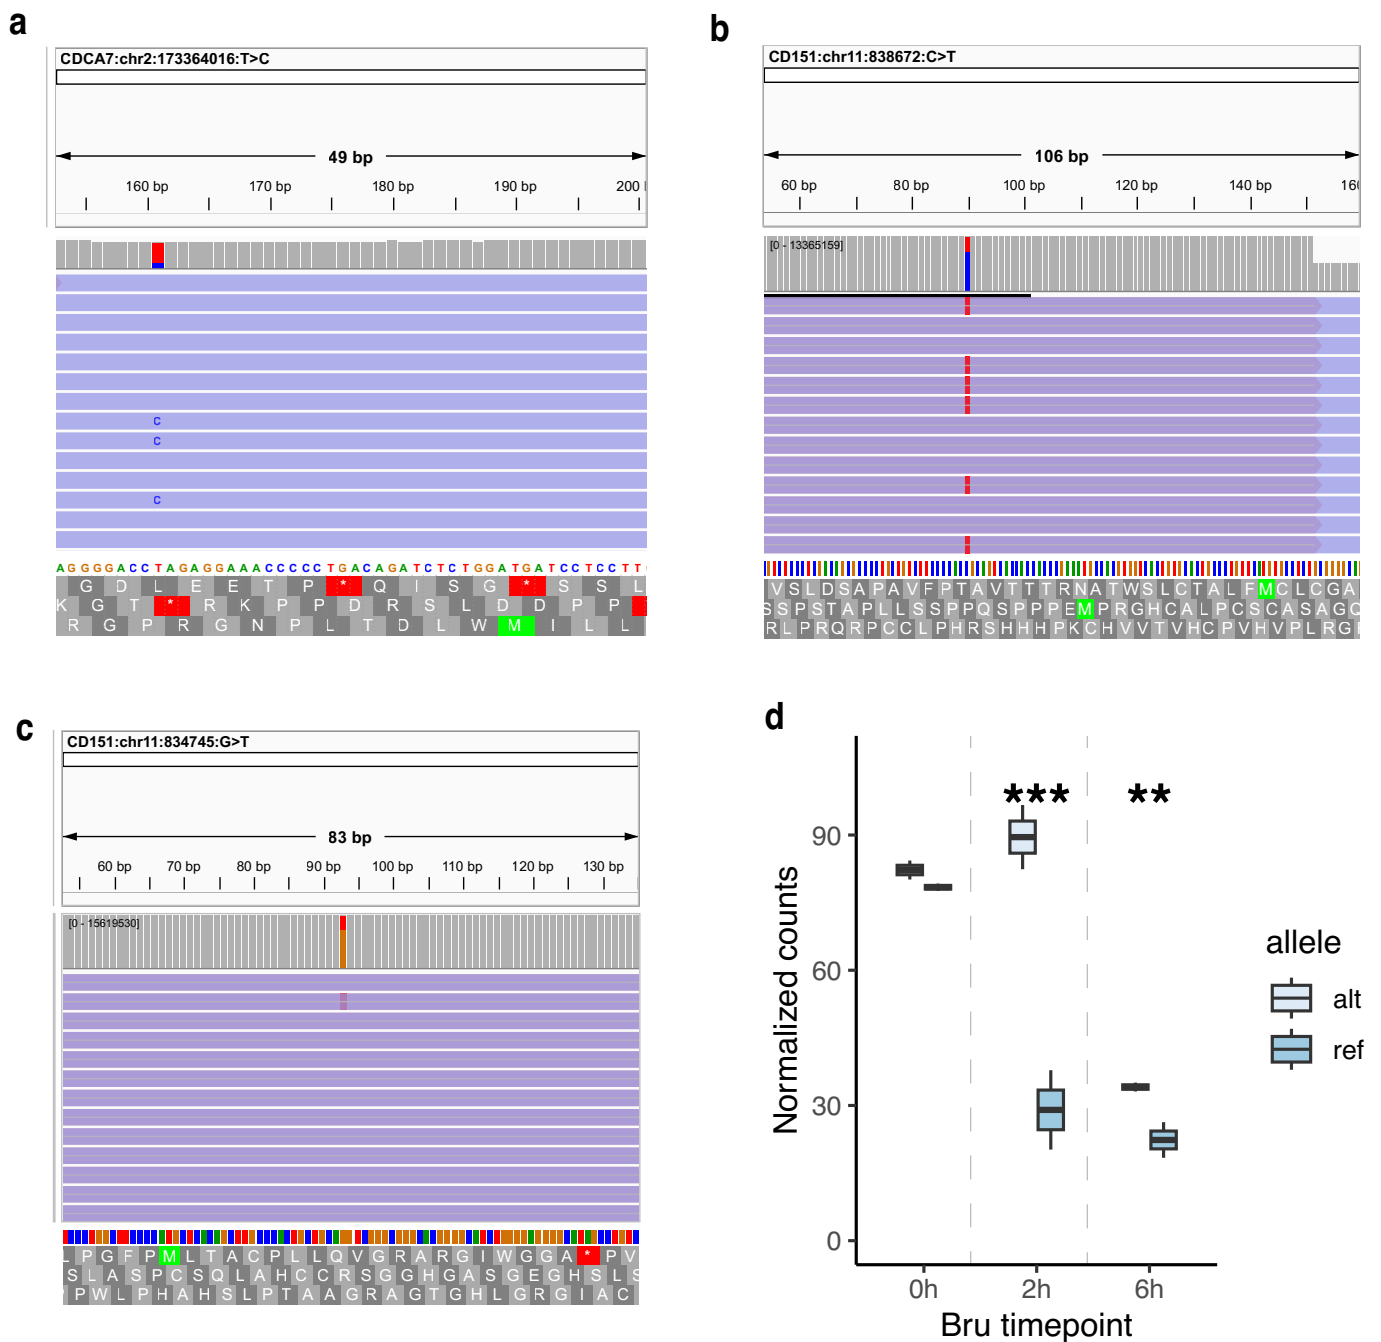 a
CDCA7:chr2:173364016:T>C
49 bp
160 bp 170 bp 180 bp 190 bp 200
C
C
C
AGGGGACCTAGAGGAAACCCCCTGACAGATCTCTGGATGATCCTCCTT
G D L E E T P * Q I S G * S S L
K G T * R K P P D R S L D D P P
R G P R G N P L T D L W M I L L
b
CD151:chr11:838672:C>T
106 bp
60 bp 80 bp 100 bp 120 bp 140 bp 160
[0 - 13365159]
V S L D S A P A V F P T A V T T T R N A T W S L C T A L F M C L C G A
S S P S T A P L L S S P P Q S P P P E M P R G H C A L P C S C A S A G Q
R L P R Q R P C C L P H R S H H H P K C H V V T V H C P V H V P L R G
c
CD151:chr11:834745:G>T
83 bp
60 bp 70 bp 80 bp 90 bp 100 bp 110 bp 120 bp 130 bp
[0 - 15619530]
L P G F P M L T A C P L L Q V G R A R G I W G G A * P V
S L A S P C S Q L A H C C R S G G H G A S G E G H S L S
P W L P H A H S L P T A A G R A G T G H L G R G I A C
d
*** **
90
60
30
0
Normalized counts
0h 2h 6h
Bru timepoint
allele
alt
ref